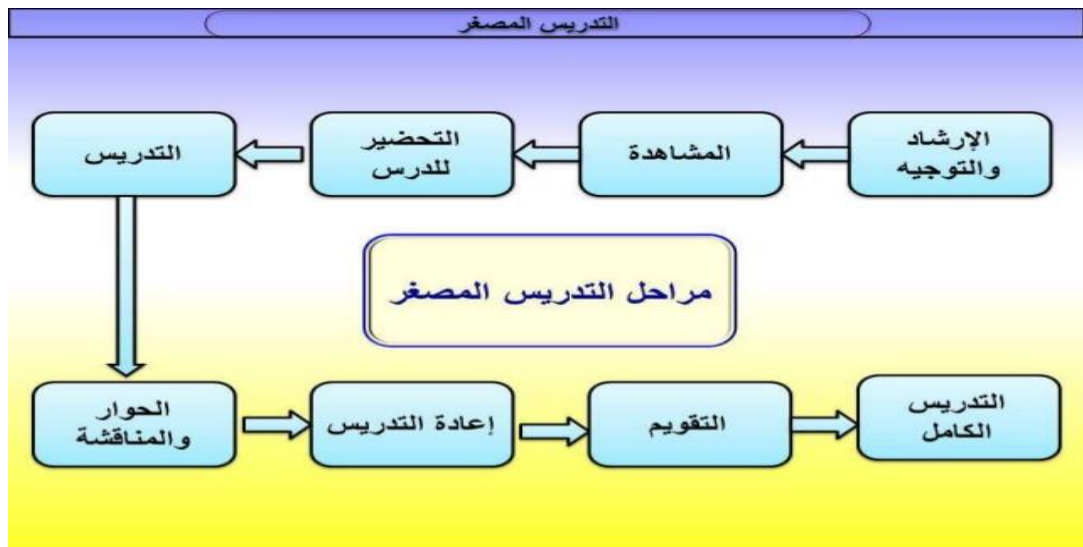 التدريس المصغر
الإرشاد
والتوجيه
المشاهدة
التحضير
للدرس
التدريس
مراحل التدريس المصغر
الحوار
والمناقشة
إعادة التدريس
التقويم
التدريس
الكامل